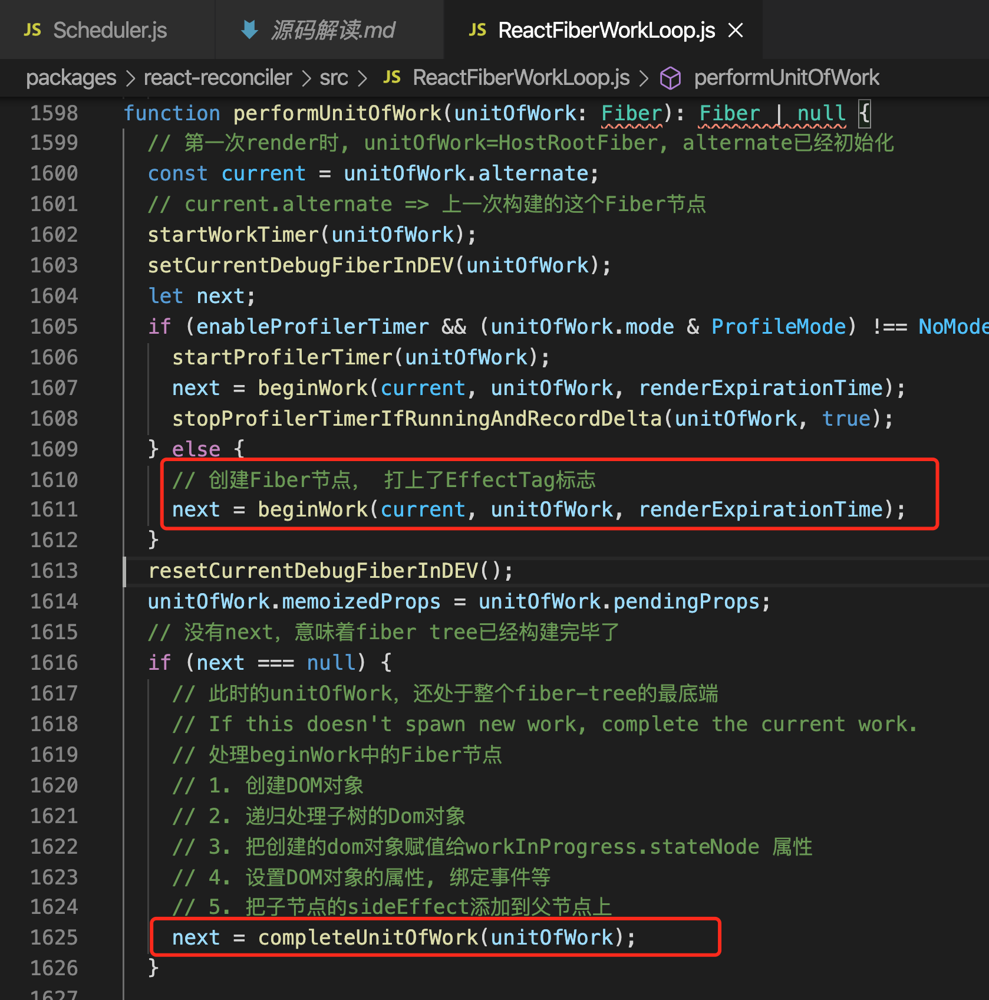 JS Scheduler.js 源码解读.md JS ReactFiberWorkLoop.js ×
packages > react-reconciler > src > JS ReactFiberWorkLoop.js > performUnitOfWork
1598 function performUnitOfWork(unitOfWork: Fiber): Fiber | null {
1599 // 第一次render时, unitOfWork=HostRootFiber, alternate已经初始化
1600 const current = unitOfWork.alternate;
1601 // current.alternate => 上一次构建的这个Fiber节点
1602 startWorkTimer(unitOfWork);
1603 setCurrentDebugFiberInDEV(unitOfWork);
1604 let next;
1605 if (enableProfilerTimer && (unitOfWork.mode & ProfileMode) !== NoMode
1606 startProfilerTimer(unitOfWork);
1607 next = beginWork(current, unitOfWork, renderExpirationTime);
1608 stopProfilerTimerIfRunningAndRecordDelta(unitOfWork, true);
1609 } else {
1610 // 创建Fiber节点， 打上了EffectTag标志
1611 next = beginWork(current, unitOfWork, renderExpirationTime);
1612 }
1613 resetCurrentDebugFiberInDEV();
1614 unitOfWork.memoizedProps = unitOfWork.pendingProps;
1615 // 没有next，意味着fiber tree已经构建完毕了
1616 if (next === null) {
1617 // 此时的unitOfWork，还处于整个fiber-tree的最底端
1618 // If this doesn't spawn new work, complete the current work.
1619 // 处理beginWork中的Fiber节点
1620 // 1. 创建DOM对象
1621 // 2. 递归处理子树的Dom对象
1622 // 3. 把创建的dom对象赋值给workInProgress.stateNode 属性
1623 // 4. 设置DOM对象的属性, 绑定事件等
1624 // 5. 把子节点的sideEffect添加到父节点上
1625 next = completeUnitOfWork(unitOfWork);
1626 }
1627